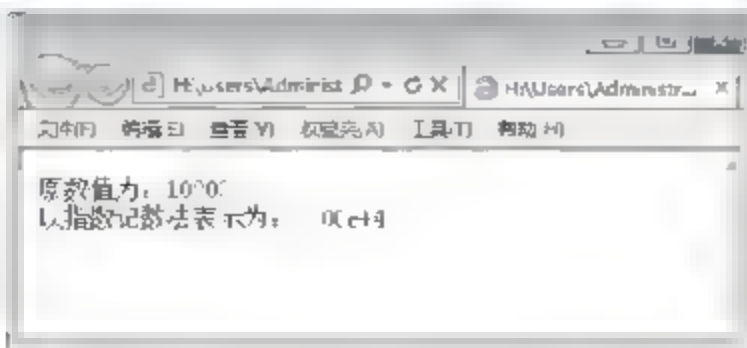 H:\Users\Administ
H:\Users\Administr...
文件(F) 编辑(E) 查看(V) 收藏夹(A) 工具(T) 帮助(H)
原数值为：
以指数记数法表示为：